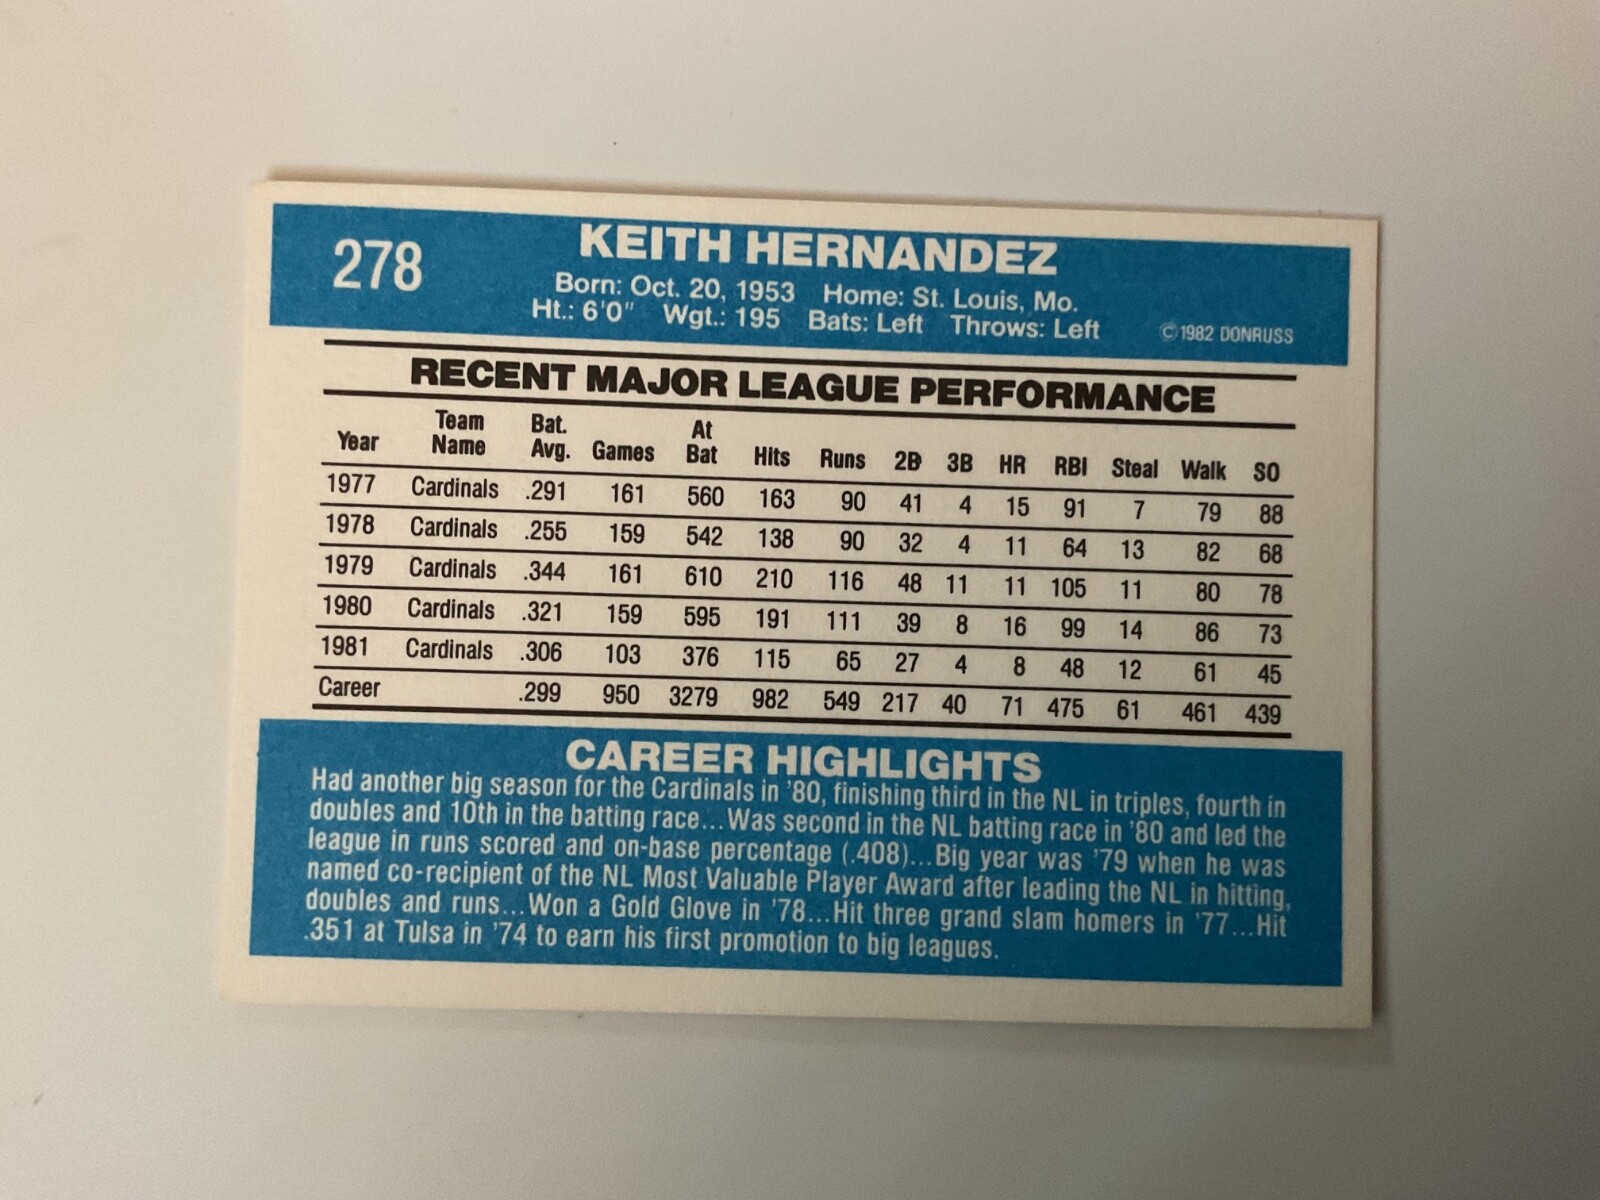 278
KEITH HERNANDEZ
Born: Oct. 20, 1953 Home: St. Louis, Mo.
Ht.: 6'0" Wgt.: 195 Bats: Left Throws: Left
©1982 DONRUSS
RECENT MAJOR LEAGUE PERFORMANCE
Year Team Name Bat. Avg. Games At Bat Hits Runs 2B 3B HR RBI Steal Walk SO
1977 Cardinals .291 161 560 163 90 41 4 15 91 7 79 88
1978 Cardinals .255 159 542 138 90 32 4 11 64 13 82 68
1979 Cardinals .344 161 610 210 116 48 11 11 105 11 80 78
1980 Cardinals .321 159 595 191 111 39 8 16 99 14 86 73
1981 Cardinals .306 103 376 115 65 27 4 8 48 12 61 45
Career .299 950 3279 982 549 217 40 71 475 61 461 439
CAREER HIGHLIGHTS
Had another big season for the Cardinals in '80, finishing third in the NL in triples, fourth in
doubles and 10th in the batting race...Was second in the NL batting race in '80 and led the
league in runs scored and on-base percentage (.408)...Big year was '79 when he was
named co-recipient of the NL Most Valuable Player Award after leading the NL in hitting,
doubles and runs...Won a Gold Glove in '78...Hit three grand slam homers in '77...Hit
.351 at Tulsa in '74 to earn his first promotion to big leagues.